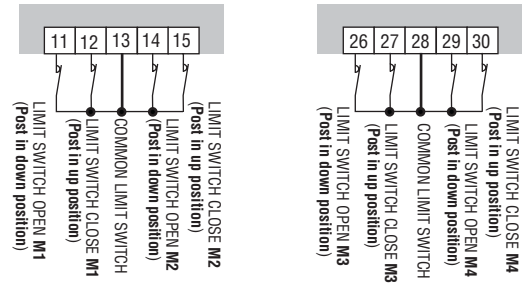 11 12 13 14 15
LIMIT SWITCH OPEN M1
(Post in down position)
LIMIT SWITCH CLOSE M1
(Post in up position)
COMMON LIMIT SWITCH
LIMIT SWITCH OPEN M2
(Post in down position)
LIMIT SWITCH CLOSE M2
(Post in up position)
26 27 28 29 30
LIMIT SWITCH OPEN M3
(Post in down position)
LIMIT SWITCH CLOSE M3
(Post in up position)
COMMON LIMIT SWITCH
LIMIT SWITCH OPEN M4
(Post in down position)
LIMIT SWITCH CLOSE M4
(Post in up position)